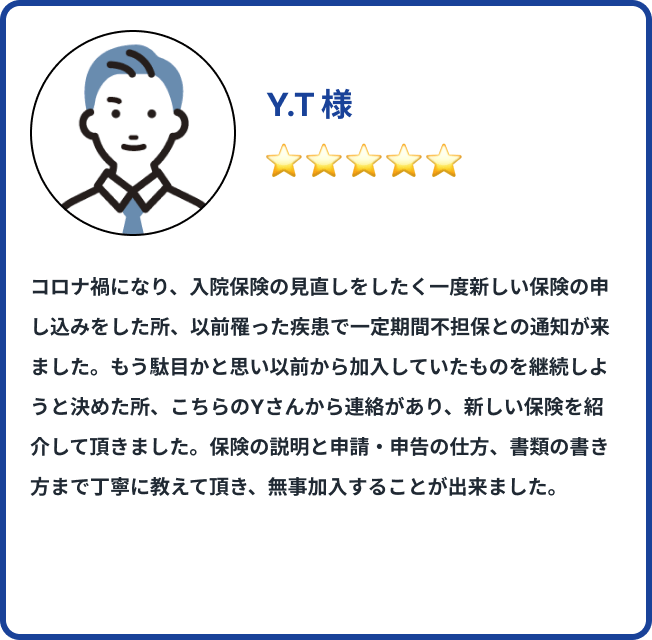 Y.T 様
コロナ禍になり、入院保険の見直しをしたく一度新しい保険の申
し込みをした所、以前罹った疾患で一定期間不担保との通知が来
ました。もう駄目かと思い以前から加入していたものを継続しよ
うと決めた所、こちらのYさんから連絡があり、新しい保険を紹
介して頂きました。保険の説明と申請・申告の仕方、書類の書き
方まで丁寧に教えて頂き、無事加入することが出来ました。